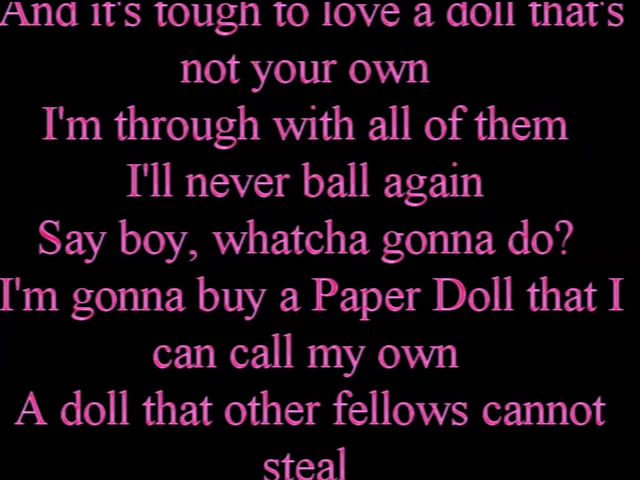 And it's tough to love a doll that's
not your own
I'm through with all of them
I'll never ball again
Say boy, whatcha gonna do?
I'm gonna buy a Paper Doll that I
can call my own
A doll that other fellows cannot
steal